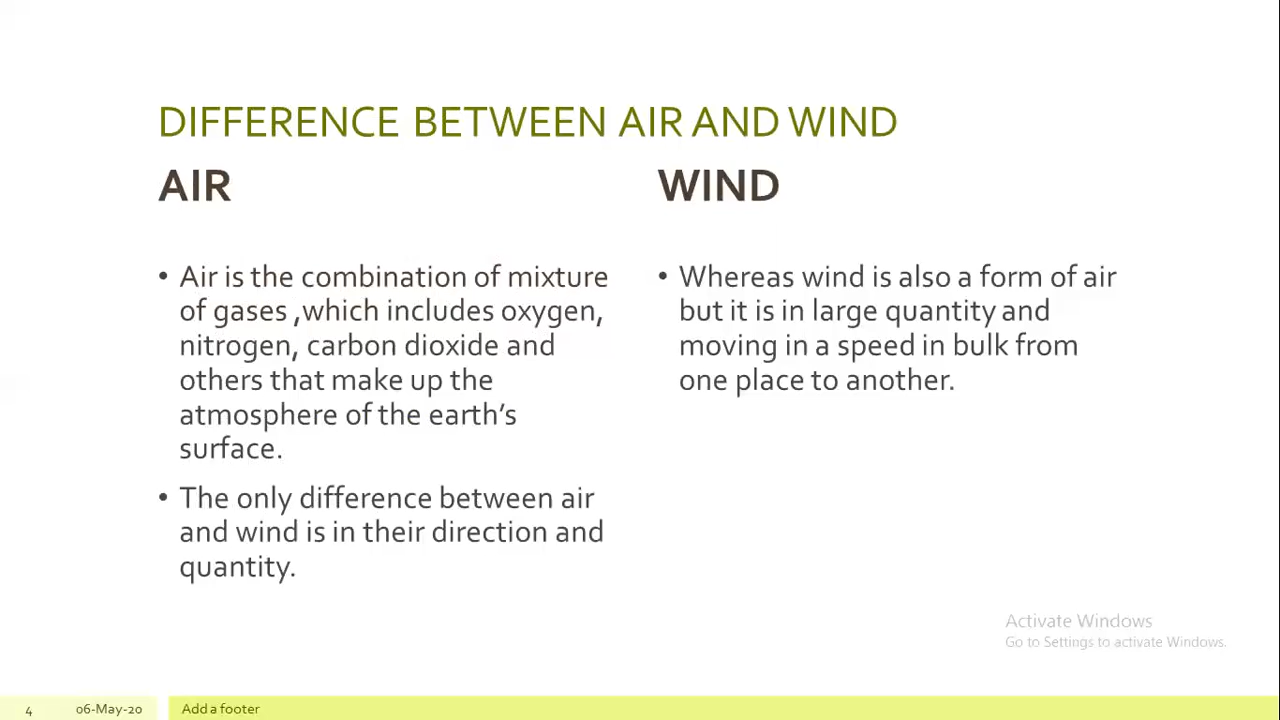 DIFFERENCE BETWEEN AIR AND WIND
AIR
• Air is the combination of mixture
of gases ,which includes oxygen,
nitrogen, carbon dioxide and
others that make up the
atmosphere of the earth's
surface.
• The only difference between air
and wind is in their direction and
quantity.
WIND
• Whereas wind is also a form of air
but it is in large quantity and
moving in a speed in bulk from
one place to another.
Activate Windows
Go to Settings to activate Windows.
4 06-May-20 Add a footer